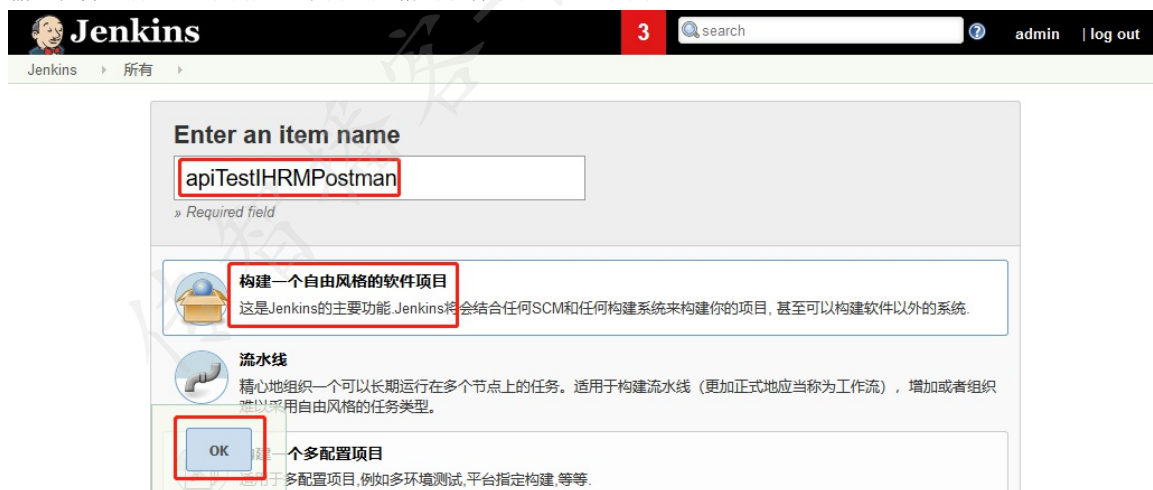 Jenkins
3
search
admin
| log out
Jenkins
所有
Enter an item name
apiTestIHRMPostman
» Required field
构建一个自由风格的软件项目
这是Jenkins的主要功能.Jenkins将会结合任何SCM和任何构建系统来构建你的项目, 甚至可以构建软件以外的系统.
流水线
精心地组织一个可以长期运行在多个节点上的任务。适用于构建流水线（更加正式地应当称为工作流），增加或者组织
难以采用自由风格的任务类型。
OK
建一个多配置项目
适用于多配置项目,例如多环境测试,平台指定构建,等等.